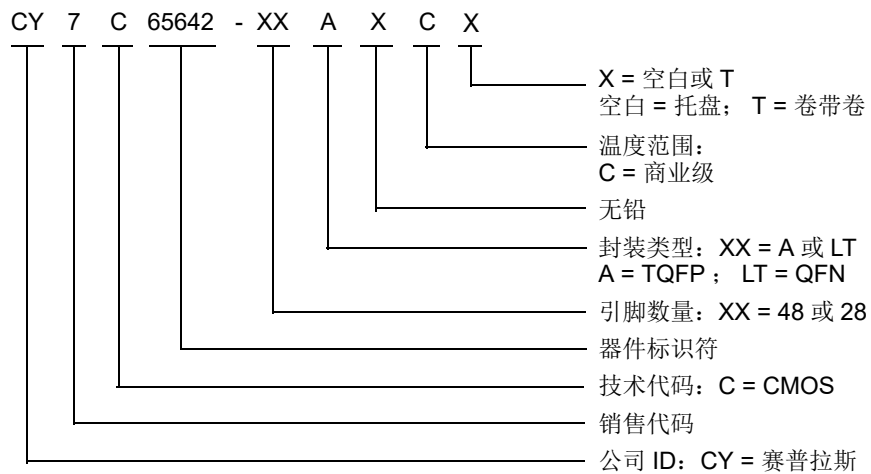 CY 7 C 65642 - XX A X C X
X = 空白或 T
空白 = 托盘； T = 卷带卷
温度范围：
C = 商业级
无铅
封装类型：XX = A 或 LT
A = TQFP ； LT = QFN
引脚数量：XX = 48 或 28
器件标识符
技术代码：C = CMOS
销售代码
公司 ID：CY = 赛普拉斯